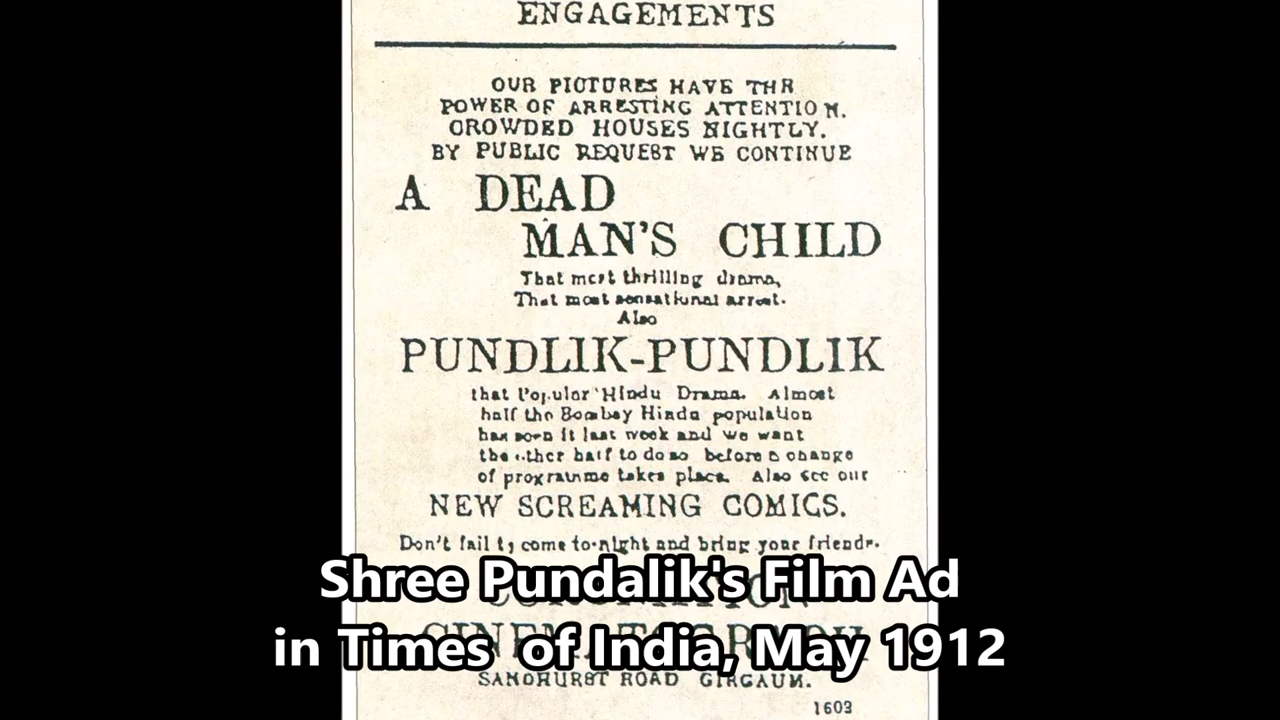 ENGAGEMENTS
OUR PICTURES HAVE THR
POWER OF ARRESTING ATTENTION.
CROWDED HOUSES NIGHTLY.
BY PUBLIC REQUEST WE CONTINUE
A DEAD
MAN'S CHILD
That most thrilling drama,
That most sensational arrest.
Also
PUNDLIK-PUNDLIK
that Popular Hindu Drama. Almost
half the Bombay Hindu population
has seen it last week and we want
the other half to do so before a change
of programme takes place. Also see our
NEW SCREAMING COMICS.
Don't fail to come to-night and bring your friends.
Shree Pundalik's Film Ad
CORONATION
in Times of India, May 1912
CINEMATOGRAPH
SANDHURST ROAD GIRGAUM.
1603